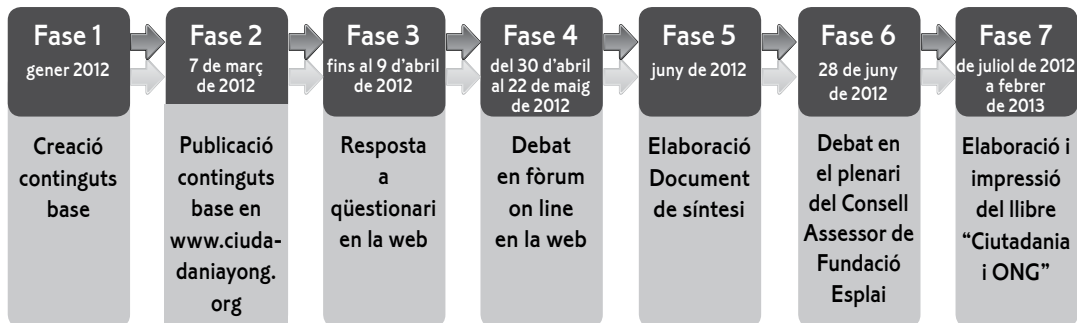 Fase 1
gener 2012
Creació
continguts
base
Fase 2
7 de març
de 2012
Publicació
continguts
base en
www.ciuda-
daniayong.
org
Fase 3
fins al 9 d'abril
de 2012
Resposta
a
qüestionari
en la web
Fase 4
del 30 d'abril
al 22 de maig
de 2012
Debat
en fòrum
on line
en la web
Fase 5
juny de 2012
Elaboració
Document
de síntesi
Fase 6
28 de juny
de 2012
Debat en
el plenari
del Consell
Assessor de
Fundació
Esplai
Fase 7
de juliol de 2012
a febrer
de 2013
Elaboració i
impressió
del llibre
“Ciutadania
i ONG”